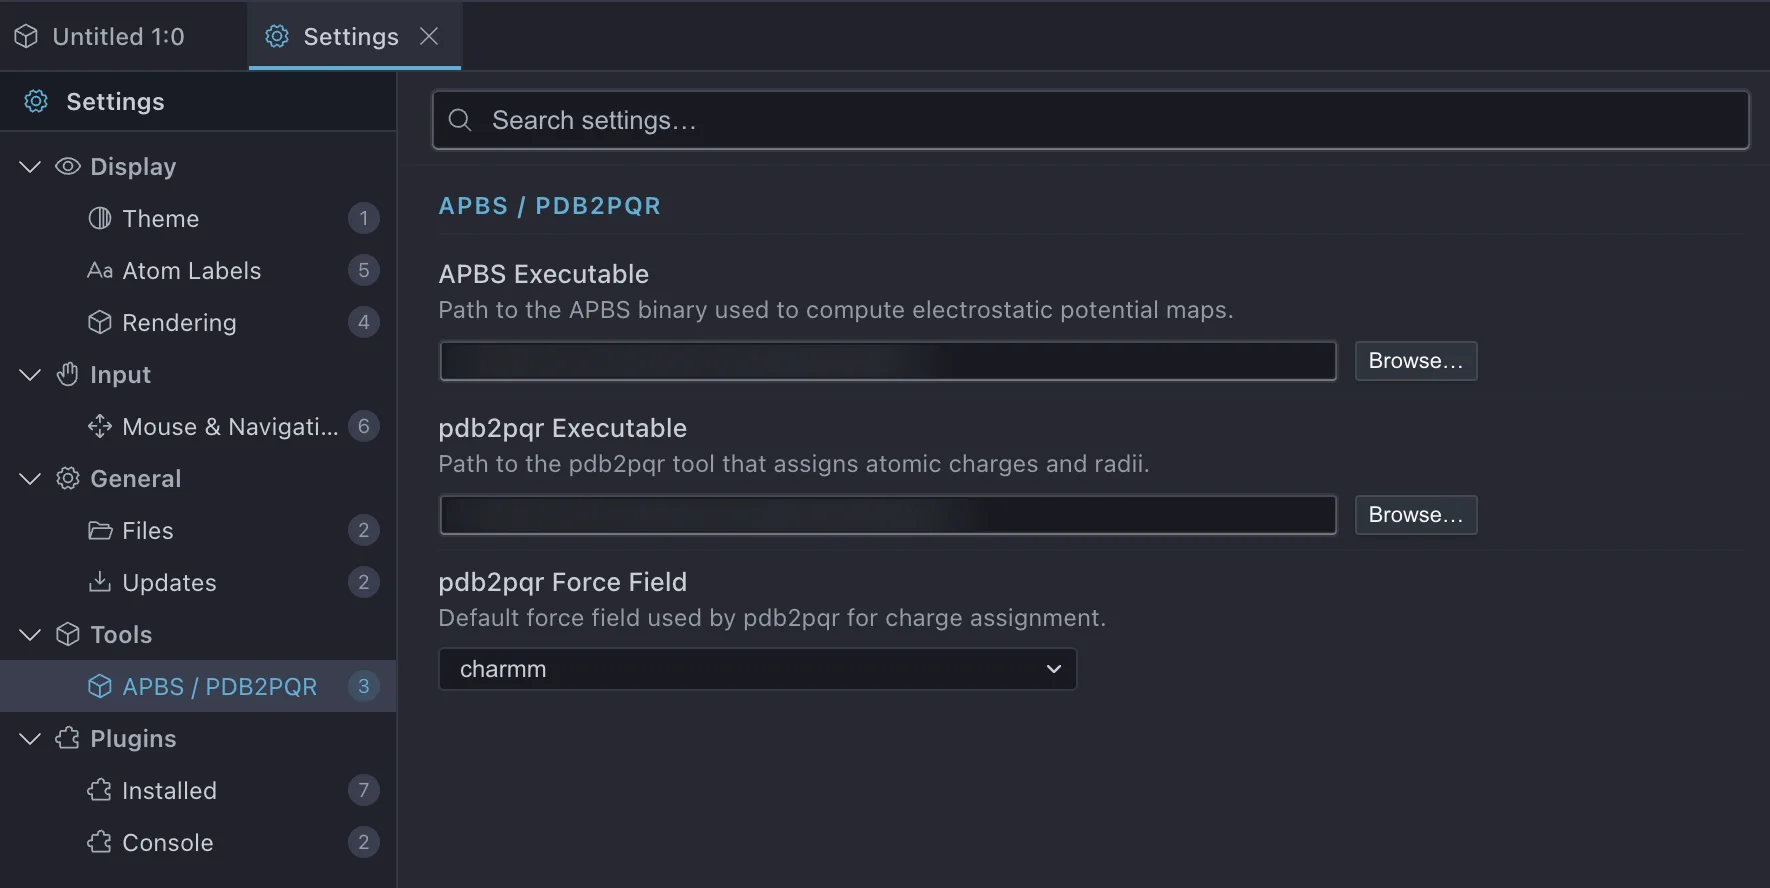 Untitled 1:0
Settings
Settings
Display
Theme 1
Aa Atom Labels 5
Rendering 4
Input
Mouse & Navigati... 6
General
Files 2
Updates 2
Tools
APBS / PDB2PQR 3
Plugins
Installed 7
Console 2
Search settings…
APBS / PDB2PQR
APBS Executable
Path to the APBS binary used to compute electrostatic potential maps.
Browse…
pdb2pqr Executable
Path to the pdb2pqr tool that assigns atomic charges and radii.
Browse…
pdb2pqr Force Field
Default force field used by pdb2pqr for charge assignment.
charmm